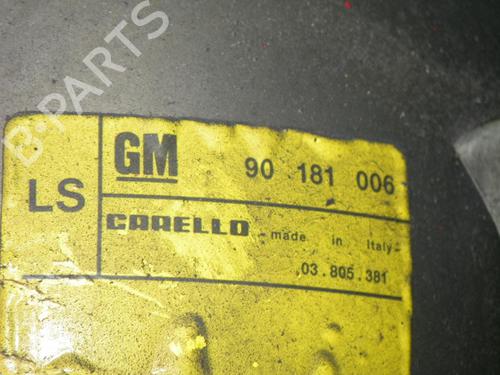 B-PARTS
GM
90 181 006
LS
CARELLO made in Italy
03.805.381